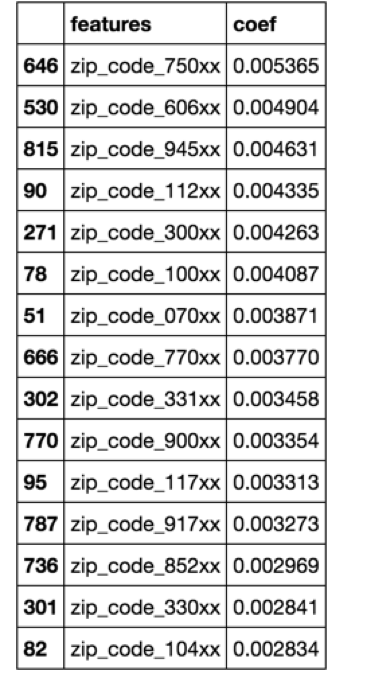 features coef
646 zip_code_750xx 0.005365
530 zip_code_606xx 0.004904
815 zip_code_945xx 0.004631
90 zip_code_112xx 0.004335
271 zip_code_300xx 0.004263
78 zip_code_100xx 0.004087
51 zip_code_070xx 0.003871
666 zip_code_770xx 0.003770
302 zip_code_331xx 0.003458
770 zip_code_900xx 0.003354
95 zip_code_117xx 0.003313
787 zip_code_917xx 0.003273
736 zip_code_852xx 0.002969
301 zip_code_330xx 0.002841
82 zip_code_104xx 0.002834